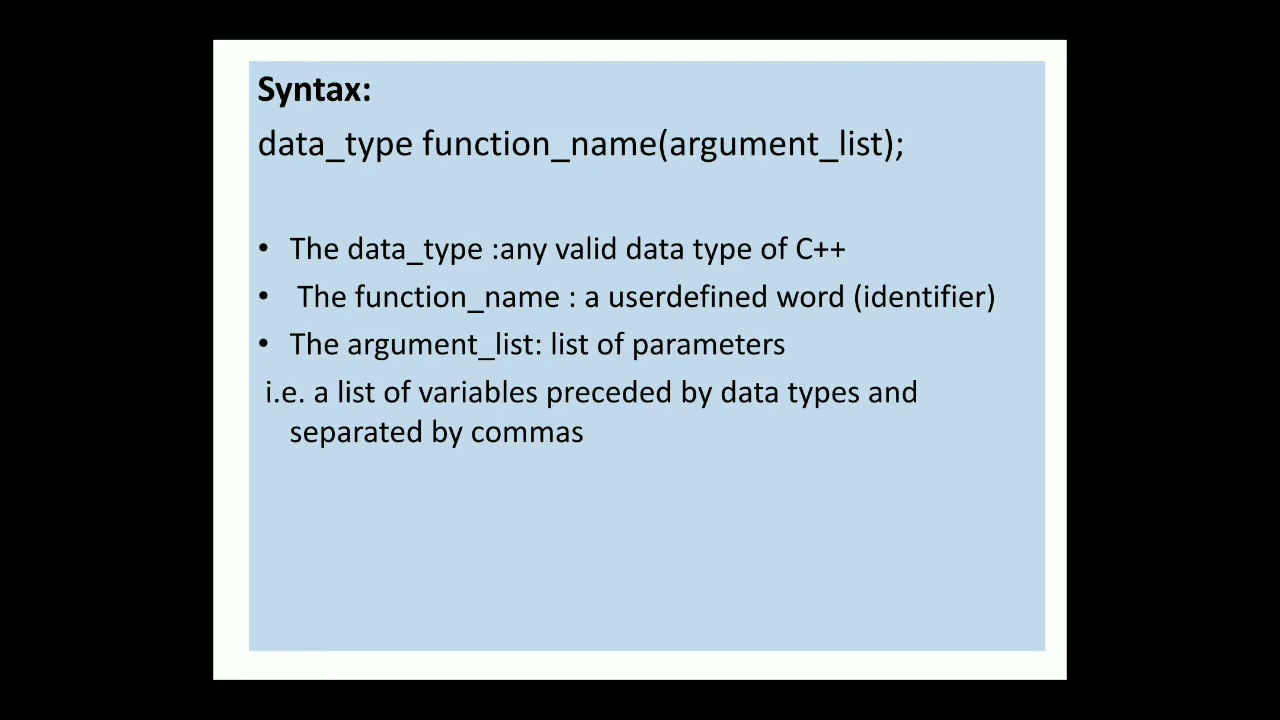 Syntax:
data_type function_name(argument_list);
• The data_type :any valid data type of C++
• The function_name : a userdefined word (identifier)
• The argument_list: list of parameters
i.e. a list of variables preceded by data types and
separated by commas